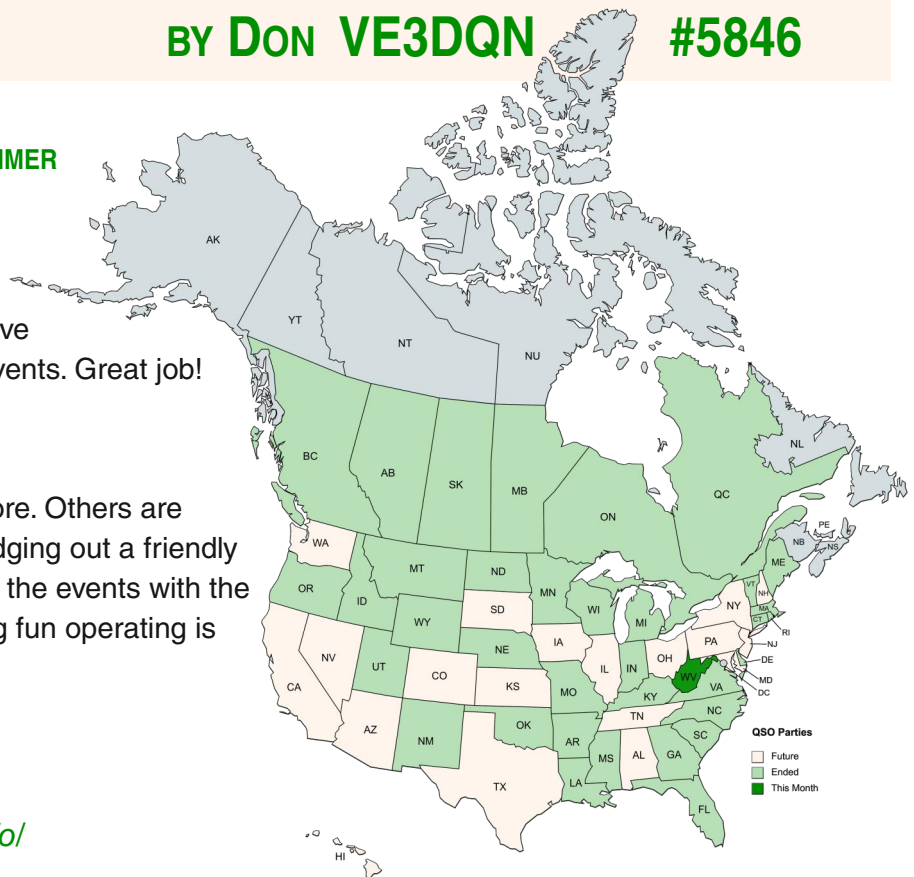 BY DON VE3DQN #5846
MMER
ve
vents. Great job!
ore. Others are
dging out a friendly
the events with the
g fun operating is
o/
AK
YT
NT
NU
BC
AB
SK
MB
ON
QC
NL
PE
NB
NS
WA
MT
ND
MN
ME
OR
ID
SD
WI
MI
VT
NH
NY
MA
CT
RI
WY
IA
PA
NJ
NE
IL
IN
OH
DE
NV
UT
CO
WV
MD
DC
CA
KS
MO
KY
VA
AZ
NM
OK
TN
NC
AR
SC
MS
AL
GA
TX
LA
FL
HI
QSO Parties
Future
Ended
This Month